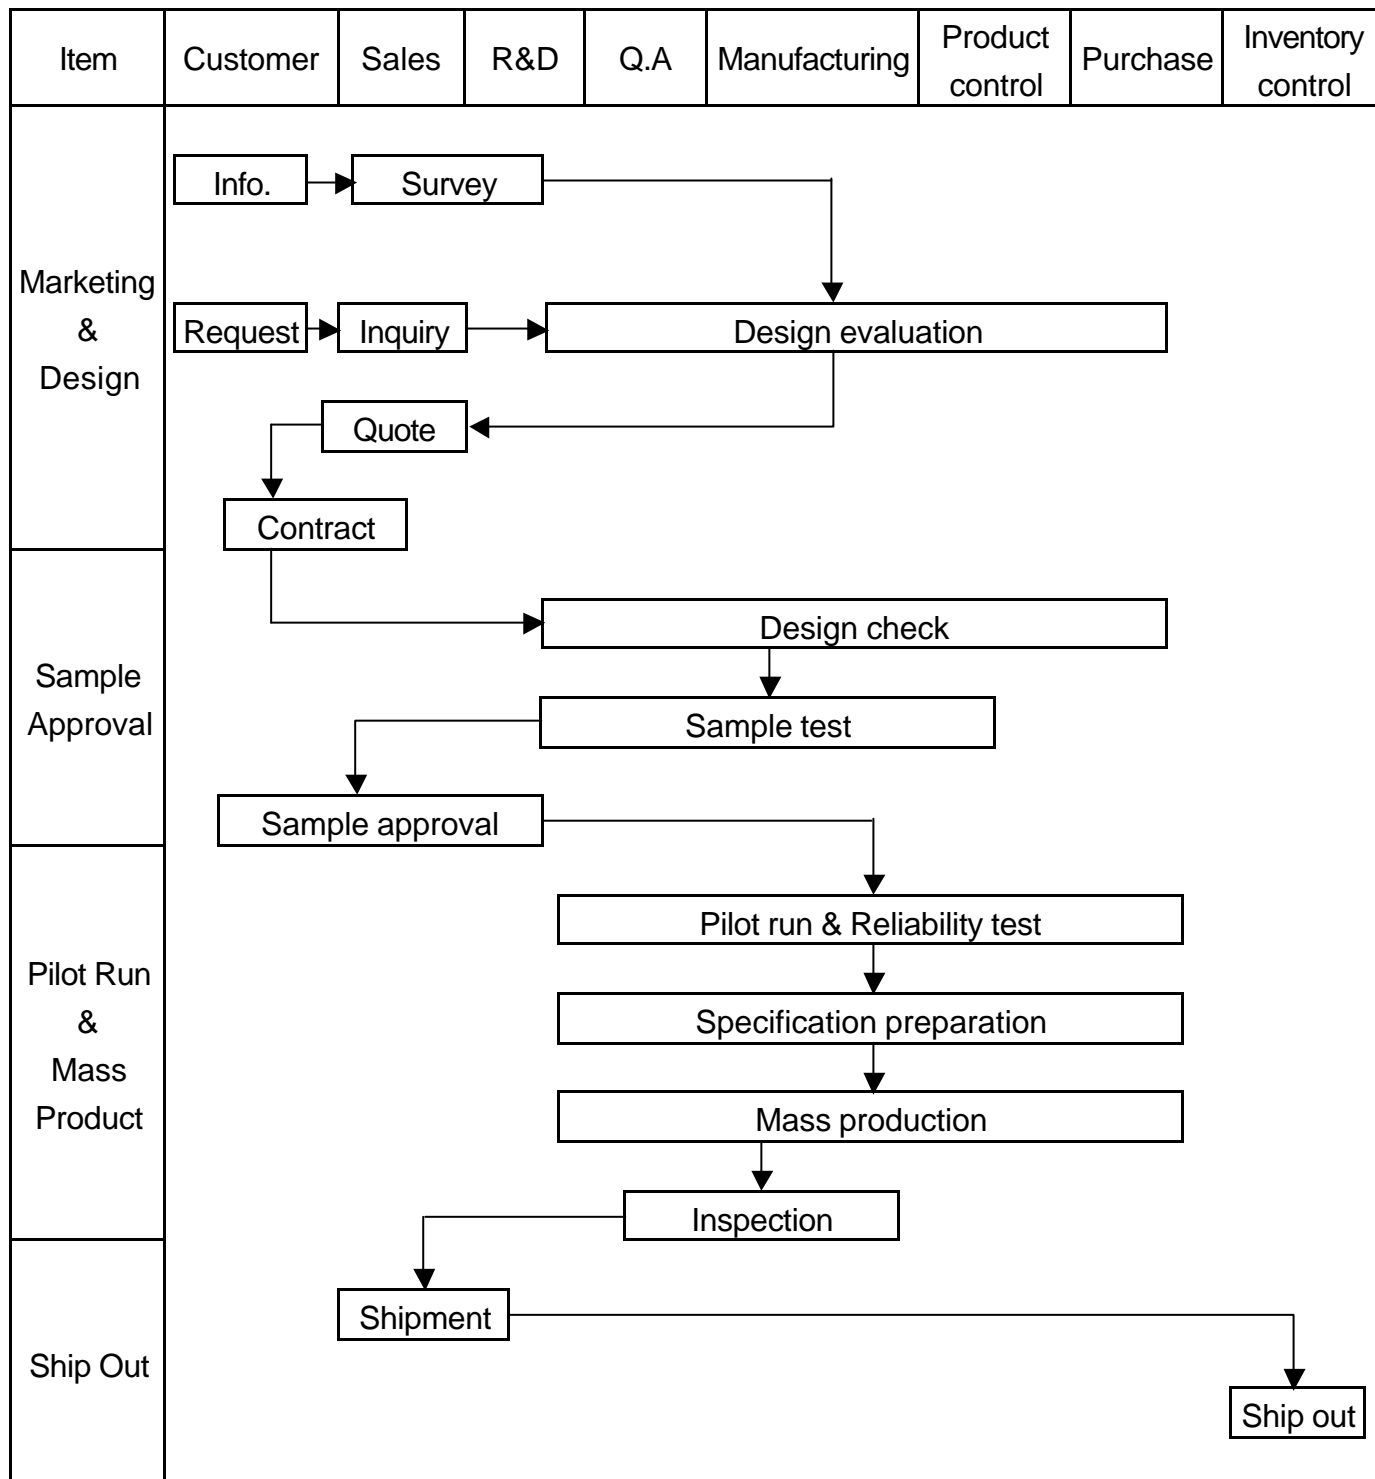 Item Customer Sales R&D Q.A Manufacturing Product control Purchase Inventory control
Info. Survey
Marketing
&
Design
Request Inquiry Design evaluation
Quote
Contract
Sample
Approval
Design check
Sample test
Sample approval
Pilot Run
&
Mass
Product
Pilot run & Reliability test
Specification preparation
Mass production
Inspection
Ship Out
Shipment
Ship out